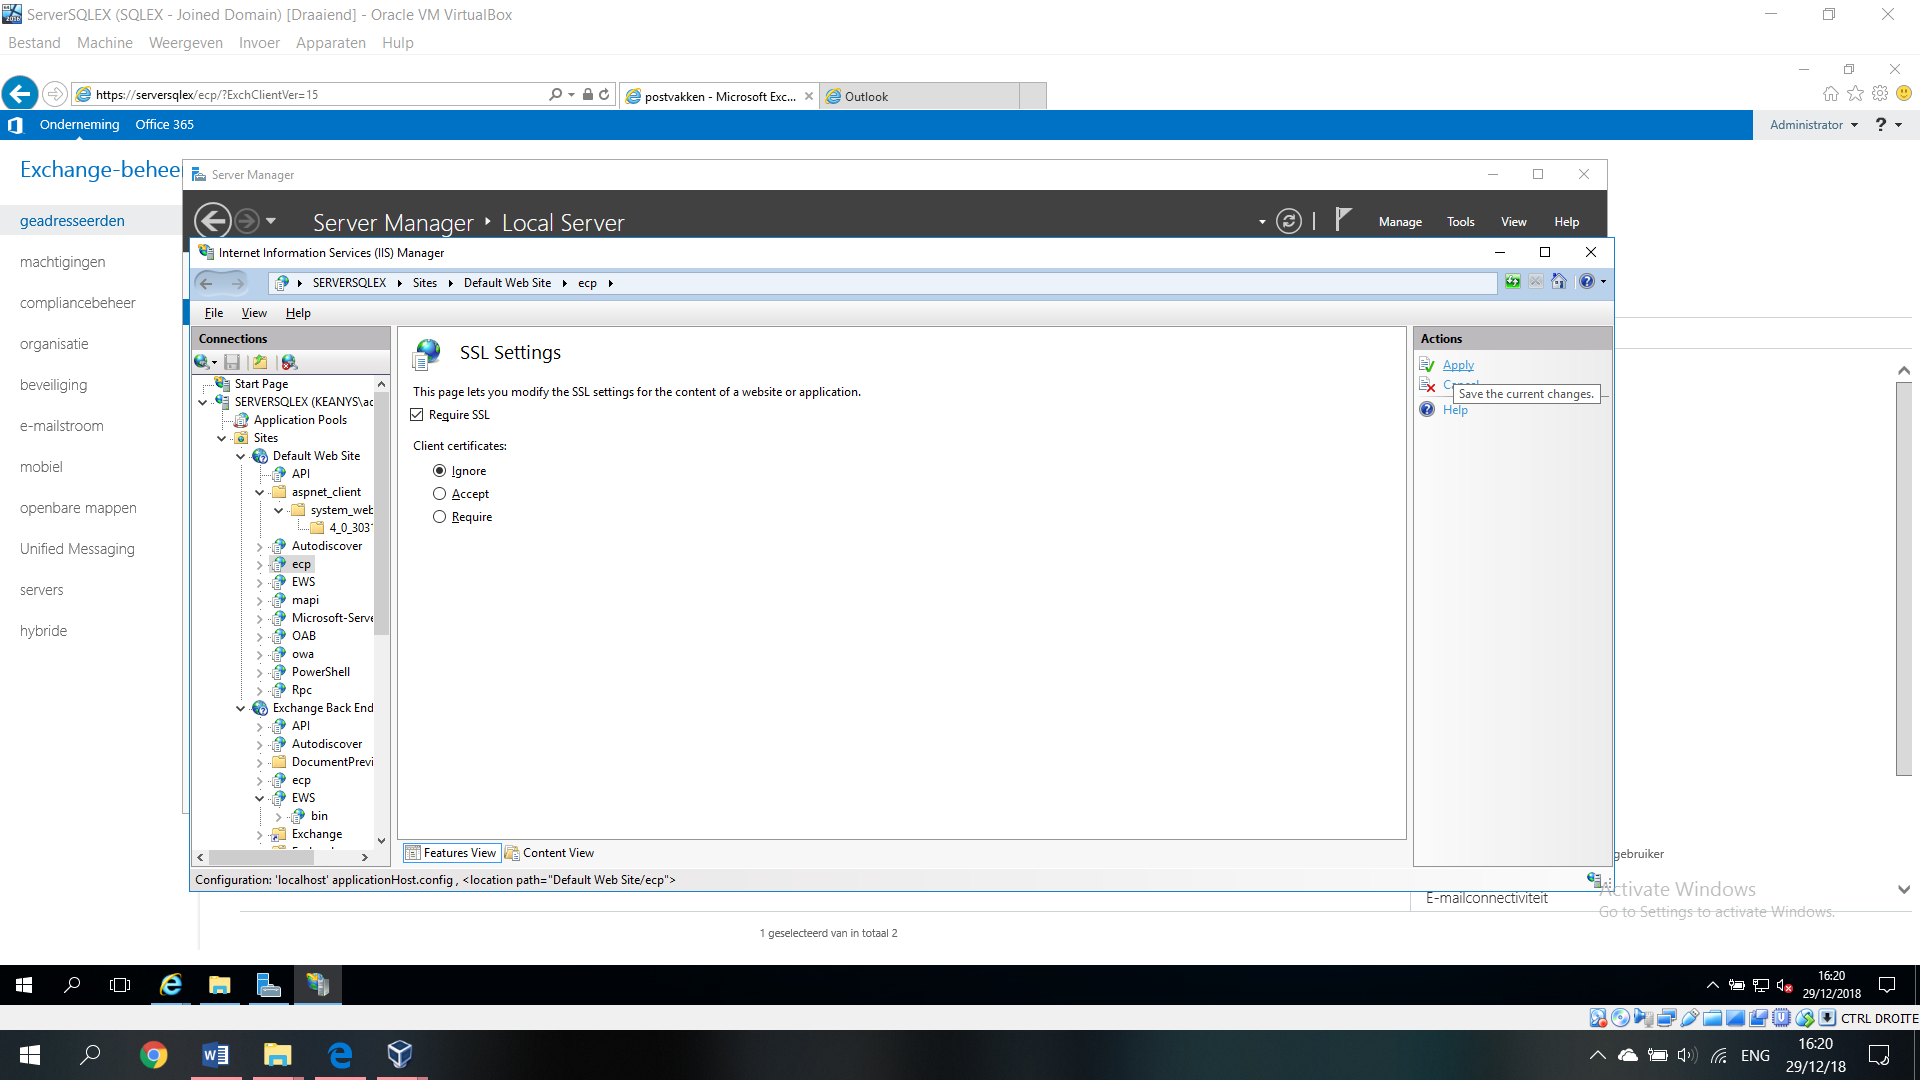 ServerSQLEX (SQLEX - Joined Domain) [Draaiend] - Oracle VM VirtualBox
Bestand Machine Weergeven Invoer Apparaten Hulp
https://serversqlex/ecp/?ExchClientVer=15
postvakken - Microsoft Exc...
Outlook
Onderneming Office 365
Administrator ?
Exchange-behee
geadresseerden
machtigingen
compliancebeheer
organisatie
beveiliging
e-mailstroom
mobiel
openbare mappen
Unified Messaging
servers
hybride
Server Manager
Server Manager Local Server
Manage Tools View Help
Internet Information Services (IIS) Manager
SERVERSQLEX Sites Default Web Site ecp
File View Help
Connections
Start Page
SERVERSQLEX (KEANYS\ac
Application Pools
Sites
Default Web Site
API
aspnet_client
system_web
4_0_303
Autodiscover
ecp
EWS
mapi
Microsoft-Serve
OAB
owa
PowerShell
Rpc
Exchange Back End
API
Autodiscover
DocumentPrevi
ecp
EWS
bin
Exchange
SSL Settings
This page lets you modify the SSL settings for the content of a website or application.
Require SSL
Client certificates:
Ignore
Accept
Require
Features View Content View
Actions
Apply
Save the current changes.
Help
Configuration: 'localhost' applicationHost.config , <location path="Default Web Site/ecp">
gebruiker
E-mailconnectiviteit
Activate Windows
Go to Settings to activate Windows.
1 geselecteerd van in totaal 2
16:20
29/12/2018
CTRL DROITE
ENG
16:20
29/12/18